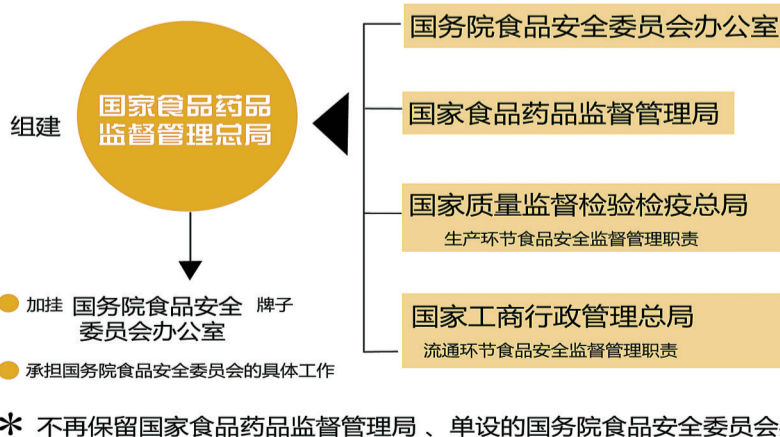 国务院食品安全委员会办公室
组建
国家食品药品
监督管理总局
国家食品药品监督管理局
国家质量监督检验检疫总局
生产环节食品安全监督管理职责
加挂 国务院食品安全 牌子
委员会办公室
国家工商行政管理总局
流通环节食品安全监督管理职责
承担国务院食品安全委员会的具体工作
* 不再保留国家食品药品监督管理局、单设的国务院食品安全委员会